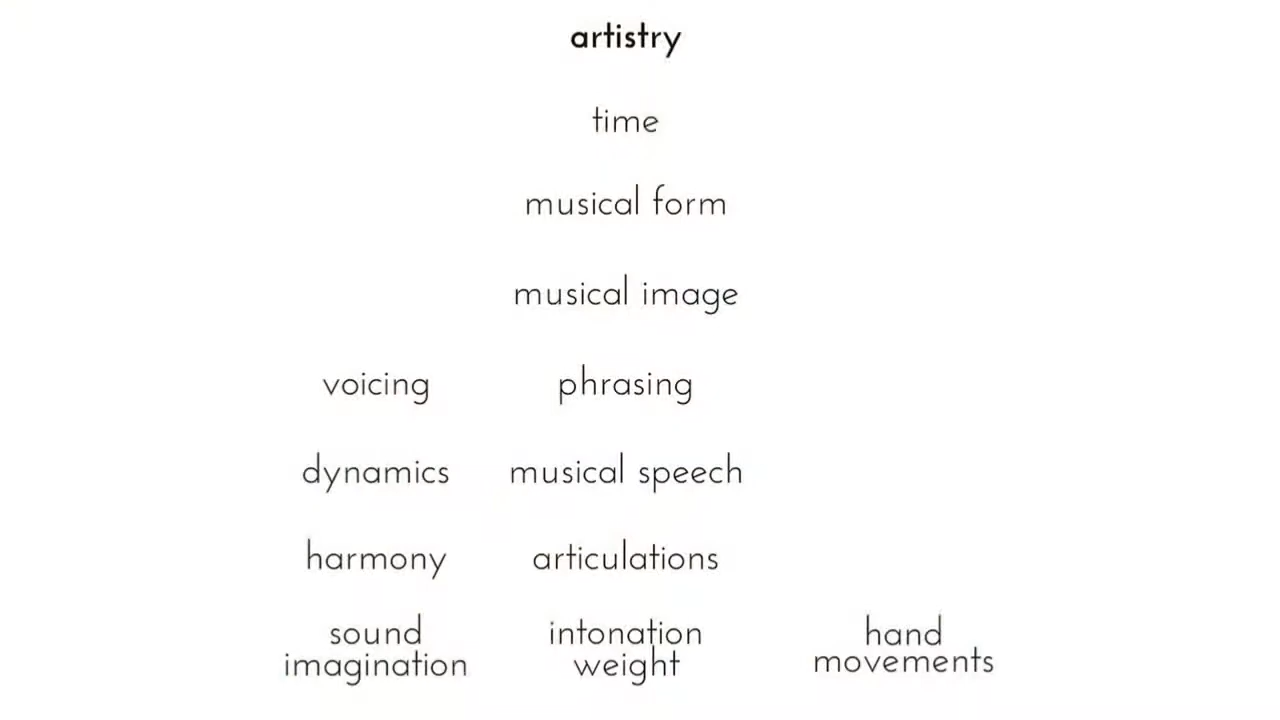 artistry
time
musical form
musical image
voicing phrasing
dynamics musical speech
harmony articulations
sound imagination
intonation weight
hand movements